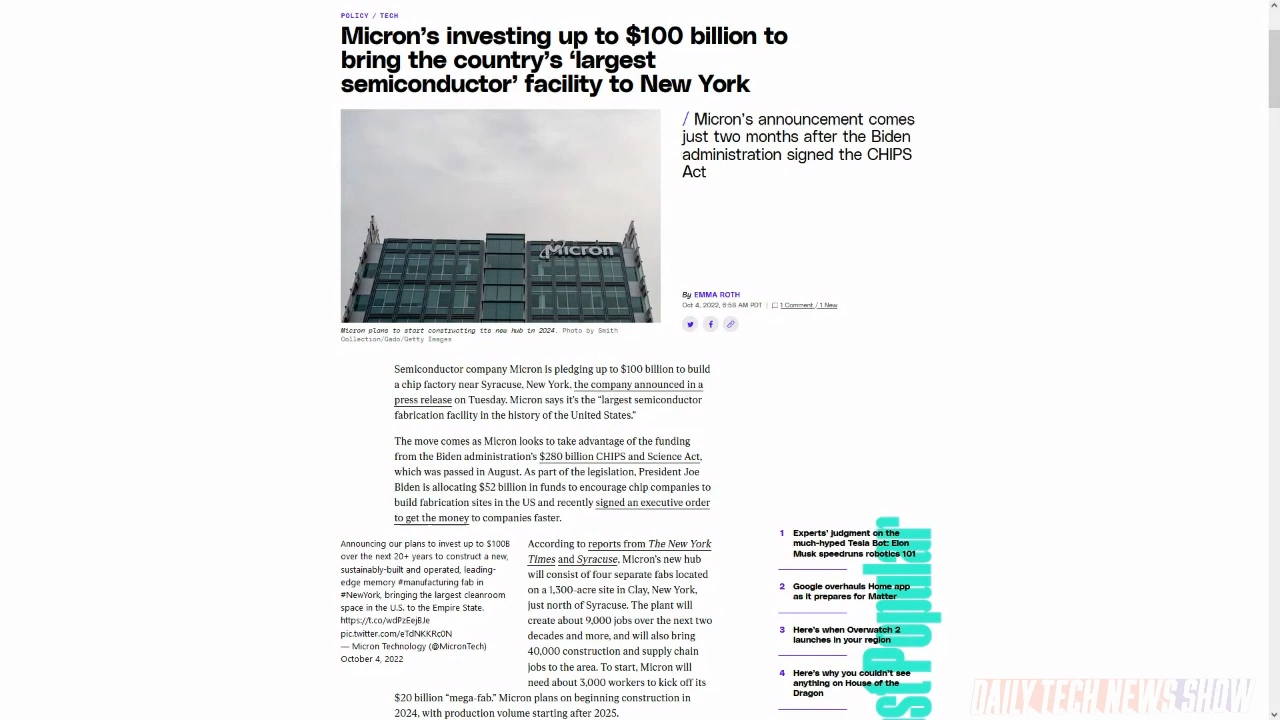 POLICY / TECH
Micron’s investing up to $100 billion to
bring the country’s ‘largest
semiconductor’ facility to New York
/ Micron’s announcement comes
just two months after the Biden
administration signed the CHIPS
Act
Micron
By EMMA ROTH
Oct 4, 2022, 6:58 AM PDT | 1 Comment / 1 New
Micron plans to start constructing its new hub in 2024. Photo by Smith
Collection/Gado/Getty Images
Semiconductor company Micron is pledging up to $100 billion to build
a chip factory near Syracuse, New York, the company announced in a
press release on Tuesday. Micron says it’s the “largest semiconductor
fabrication facility in the history of the United States.”
The move comes as Micron looks to take advantage of the funding
from the Biden administration’s $280 billion CHIPS and Science Act,
which was passed in August. As part of the legislation, President Joe
Biden is allocating $52 billion in funds to encourage chip companies to
build fabrication sites in the US and recently signed an executive order
to get the money to companies faster.
Announcing our plans to invest up to $100B
over the next 20+ years to construct a new,
sustainably-built and operated, leading-
edge memory #manufacturing fab in
#NewYork, bringing the largest cleanroom
space in the U.S. to the Empire State.
https://t.co/wdPzEejBJe
pic.twitter.com/eTdNKKRc0N
— Micron Technology (@MicronTech)
October 4, 2022
According to reports from The New York
Times and Syracuse, Micron’s new hub
will consist of four separate fabs located
on a 1,300-acre site in Clay, New York,
just north of Syracuse. The plant will
create about 9,000 jobs over the next two
decades and more, and will also bring
40,000 construction and supply chain
jobs to the area. To start, Micron will
need about 3,000 workers to kick off its
$20 billion “mega-fab.” Micron plans on beginning construction in
2024, with production volume starting after 2025.
st Popular
1 Experts’ judgment on the
much-hyped Tesla Bot: Elon
Musk speedruns robotics 101
2 Google overhauls Home app
as it prepares for Matter
3 Here’s when Overwatch 2
launches in your region
4 Here’s why you couldn’t see
anything on House of the
Dragon
DAILY TECH NEWS SHOW